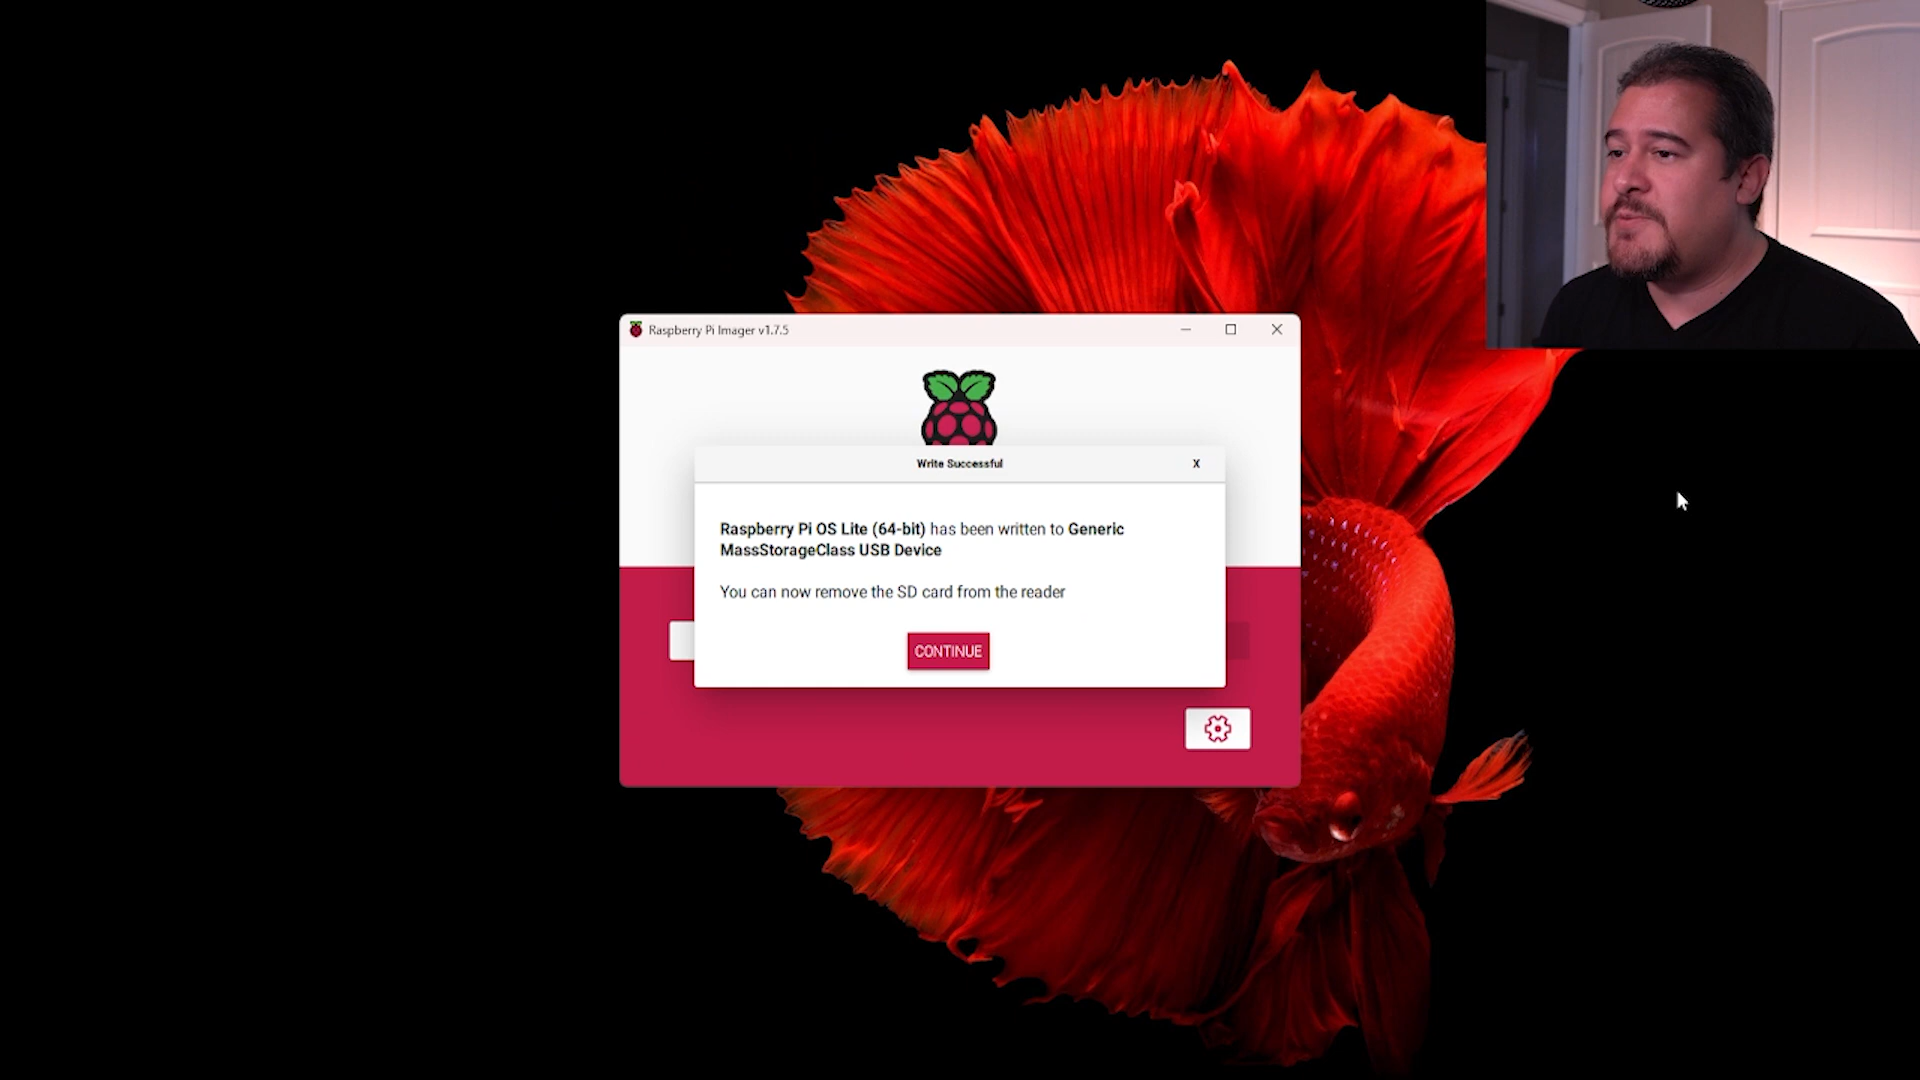 Raspberry Pi Imager v1.7.5
Write Successful
X
Raspberry Pi OS Lite (64-bit) has been written to Generic
MassStorageClass USB Device
You can now remove the SD card from the reader
CONTINUE